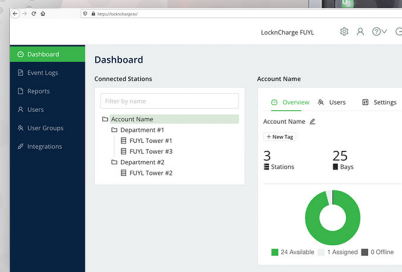 https://lockncharge.io/
LocknCharge FUYL
Dashboard
Event Logs
Reports
Users
User Groups
Integrations
Dashboard
Connected Stations
Filter by name
Account Name
Department #1
FUYL Tower #1
FUYL Tower #3
Department #2
FUYL Tower #2
Account Name
Overview
Users
Settings
Account Name
+ New Tag
3
Stations
25
Bays
24 Available
1 Assigned
0 Offline